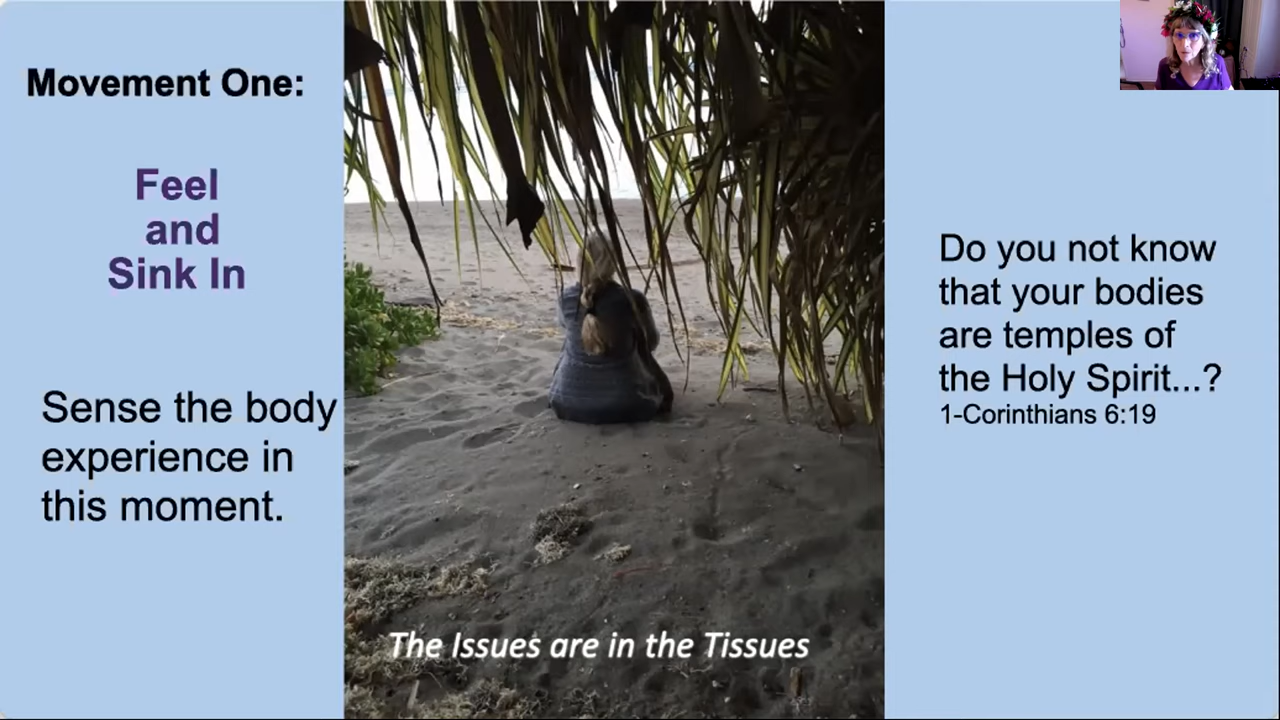 Movement One:
Feel
and
Sink In
Sense the body
experience in
this moment.
The Issues are in the Tissues
Do you not know
that your bodies
are temples of
the Holy Spirit...?
1-Corinthians 6:19